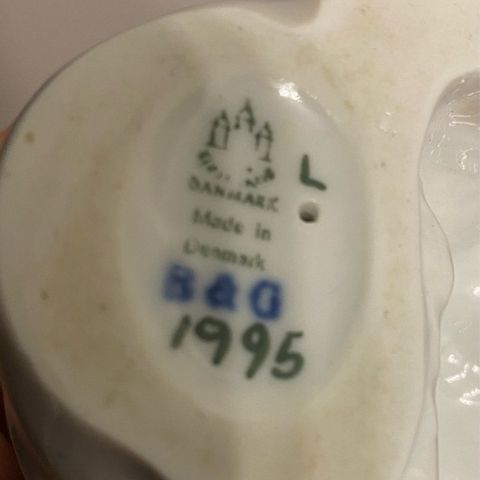 L
DANMARK
Made in
Denmark
B & G
1995